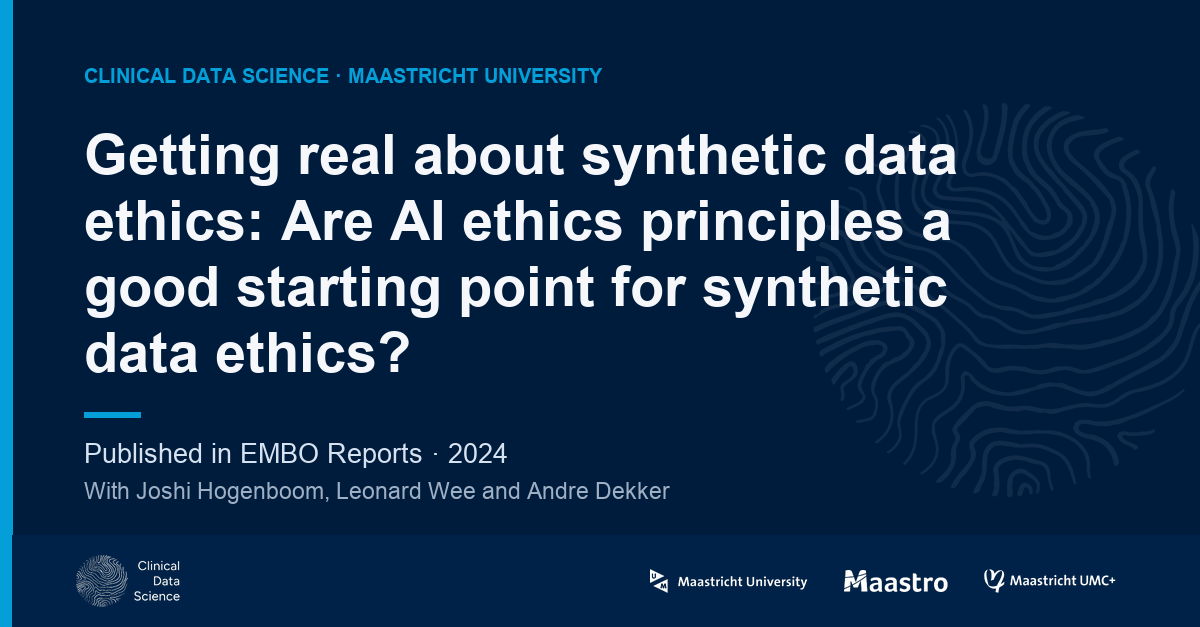 CLINICAL DATA SCIENCE · MAASTRICHT UNIVERSITY
Getting real about synthetic data
ethics: Are AI ethics principles a
good starting point for synthetic
data ethics?
Published in EMBO Reports · 2024
With Joshi Hogenboom, Leonard Wee and Andre Dekker
Clinical
Data
Science
UM Maastricht University
Maastro
Maastricht UMC+